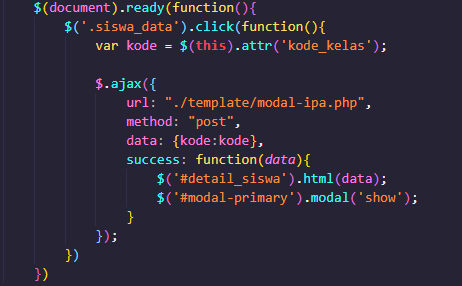 $(document).ready(function(){
$('.siswa_data').click(function(){
var kode = $(this).attr('kode_kelas');
$.ajax({
url: "./template/modal-ipa.php",
method: "post",
data: {kode:kode},
success: function(data){
$('#detail_siswa').html(data);
$('#modal-primary').modal('show');
}
});
})
})